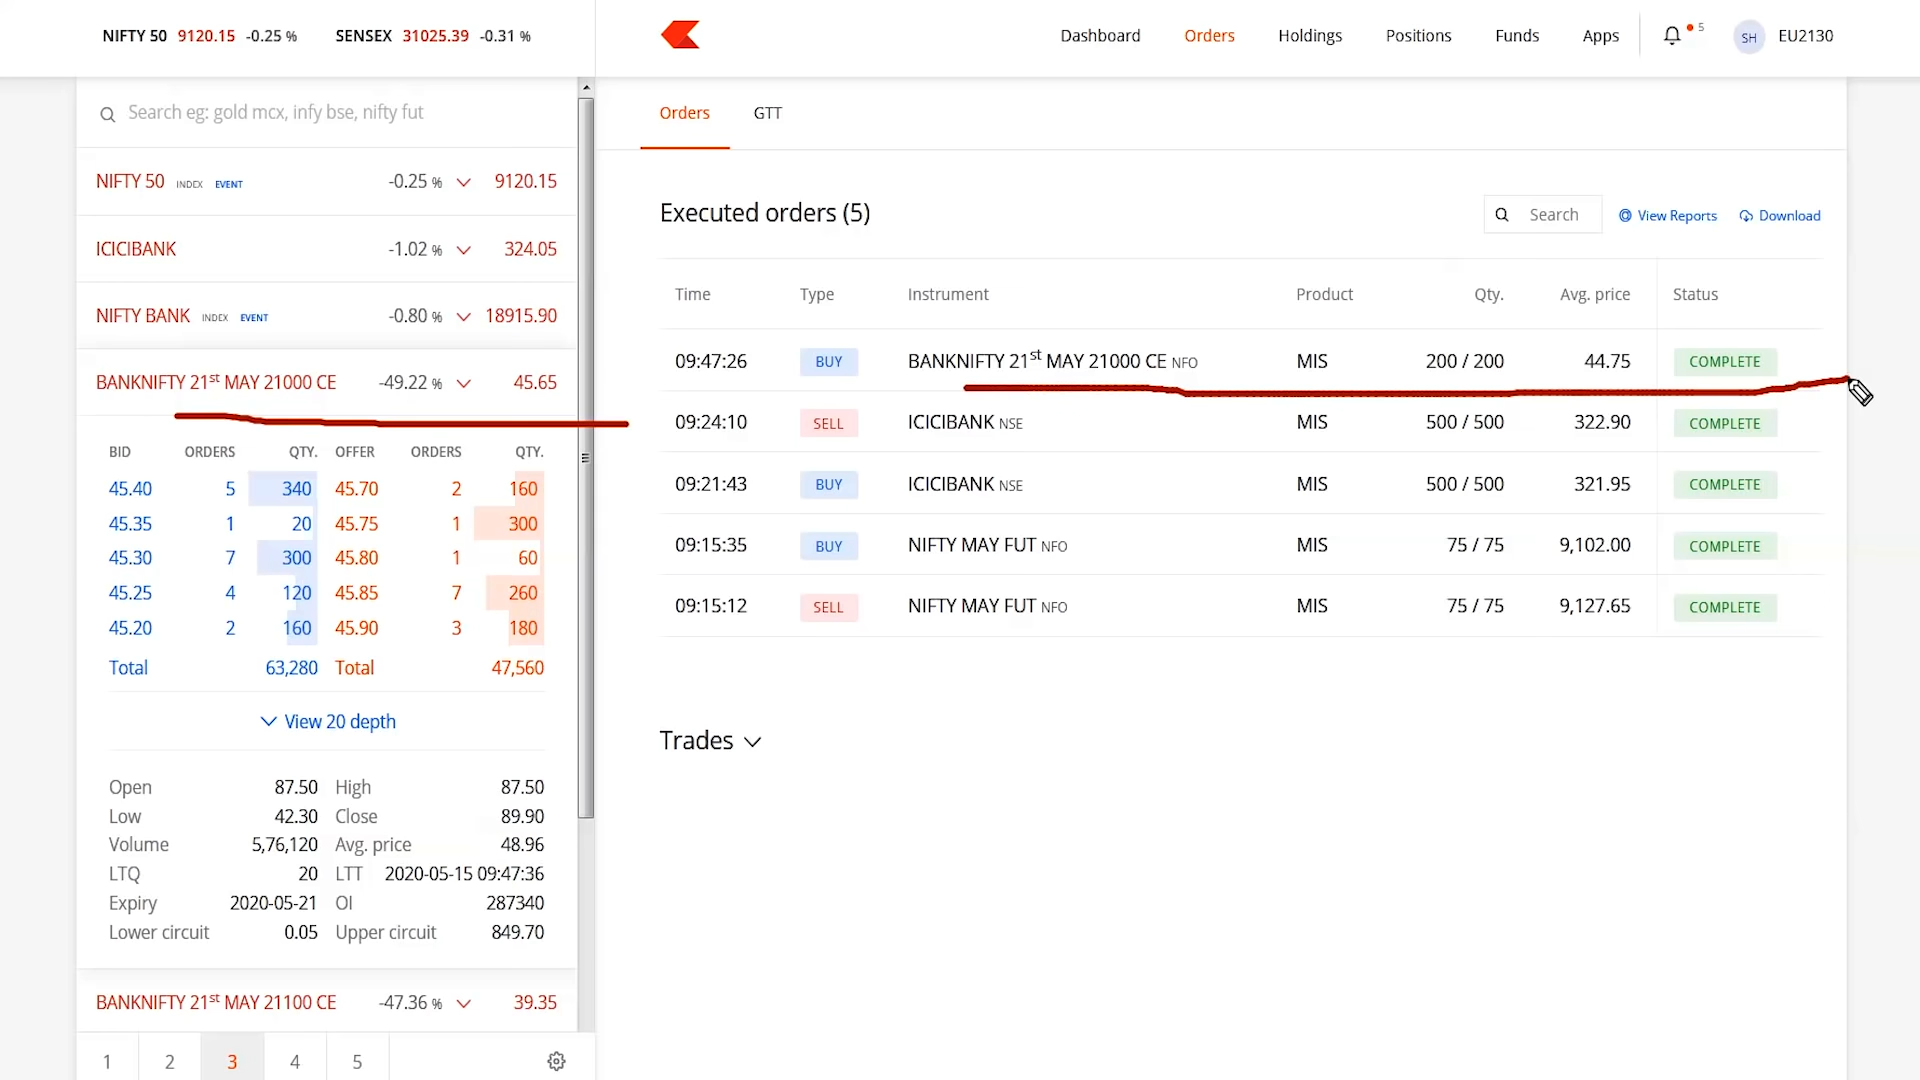 NIFTY 50 9120.15 -0.25 % SENSEX 31025.39 -0.31 %
Dashboard Orders Holdings Positions Funds Apps 5 SH EU2130
Search eg: gold mcx, infy bse, nifty fut
NIFTY 50 INDEX EVENT -0.25 % 9120.15
ICICIBANK -1.02 % 324.05
NIFTY BANK INDEX EVENT -0.80 % 18915.90
BANKNIFTY 21st MAY 21000 CE -49.22 % 45.65
BID ORDERS QTY. OFFER ORDERS QTY.
45.40 5 340 45.70 2 160
45.35 1 20 45.75 1 300
45.30 7 300 45.80 1 60
45.25 4 120 45.85 7 260
45.20 2 160 45.90 3 180
Total 63,280 Total 47,560
View 20 depth
Open 87.50 High 87.50
Low 42.30 Close 89.90
Volume 5,76,120 Avg. price 48.96
LTQ 20 LTT 2020-05-15 09:47:36
Expiry 2020-05-21 OI 287340
Lower circuit 0.05 Upper circuit 849.70
BANKNIFTY 21st MAY 21100 CE -47.36 % 39.35
1 2 3 4 5
Orders GTT
Executed orders (5) Search View Reports Download
Time Type Instrument Product Qty. Avg. price Status
09:47:26 BUY BANKNIFTY 21st MAY 21000 CE NFO MIS 200 / 200 44.75 COMPLETE
09:24:10 SELL ICICIBANK NSE MIS 500 / 500 322.90 COMPLETE
09:21:43 BUY ICICIBANK NSE MIS 500 / 500 321.95 COMPLETE
09:15:35 BUY NIFTY MAY FUT NFO MIS 75 / 75 9,102.00 COMPLETE
09:15:12 SELL NIFTY MAY FUT NFO MIS 75 / 75 9,127.65 COMPLETE
Trades